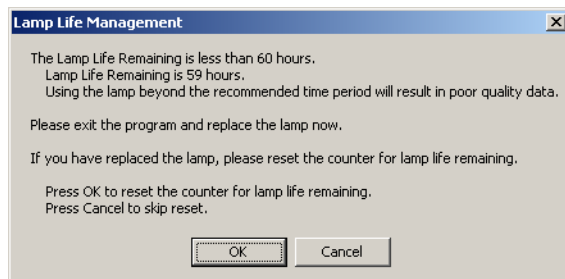 Lamp Life Management
The Lamp Life Remaining is less than 60 hours.
Lamp Life Remaining is 59 hours.
Using the lamp beyond the recommended time period will result in poor quality data.
Please exit the program and replace the lamp now.
If you have replaced the lamp, please reset the counter for lamp life remaining.
Press OK to reset the counter for lamp life remaining.
Press Cancel to skip reset.
OK Cancel